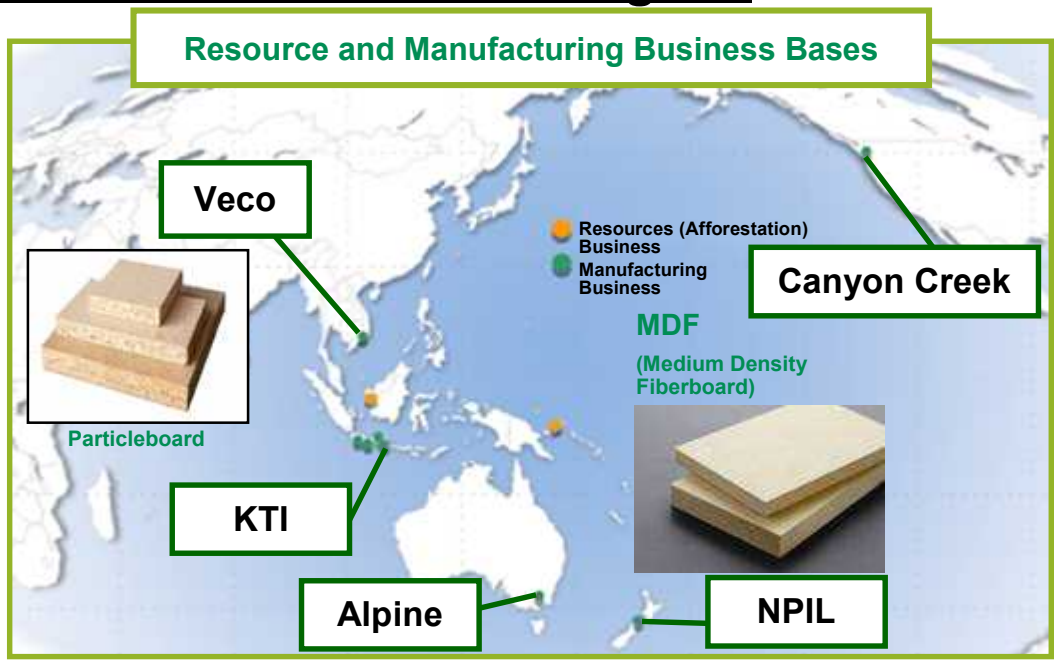 Resource and Manufacturing Business Bases
Veco
Resources (Afforestation)
Business
Manufacturing
Business
Canyon Creek
MDF
(Medium Density
Fiberboard)
Particleboard
KTI
Alpine
NPIL